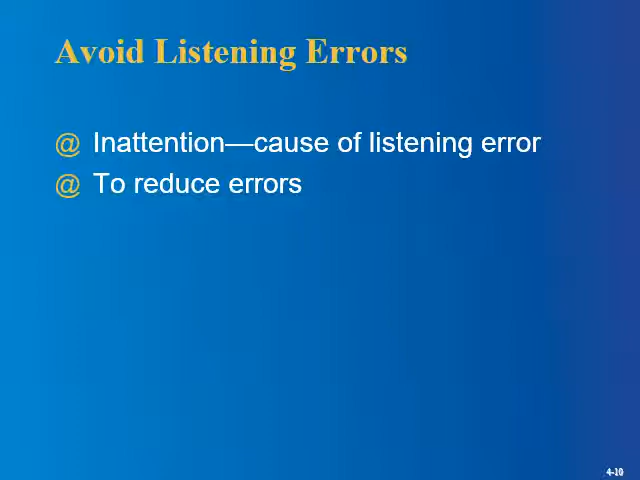 Avoid Listening Errors
@ Inattention—cause of listening error
@ To reduce errors
4-10